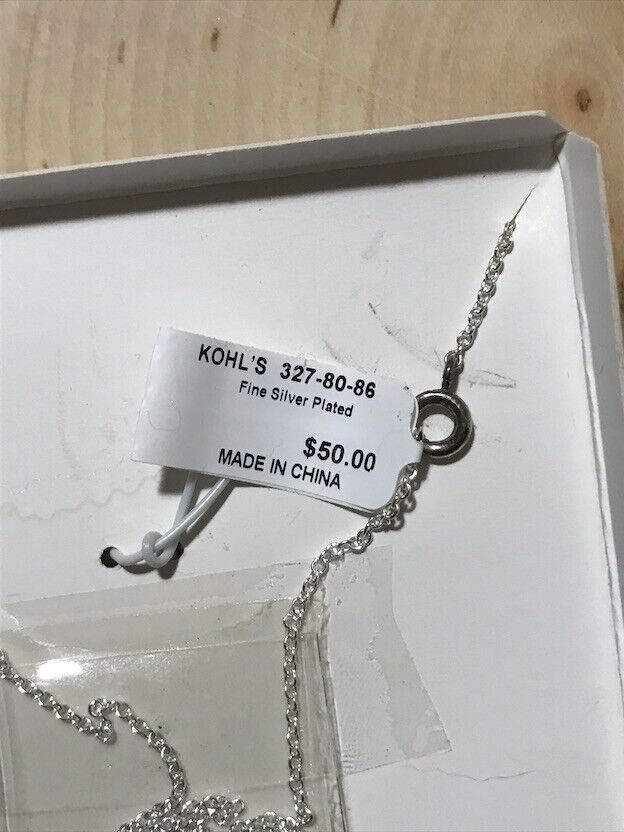 KOHL'S 327-80-86
Fine Silver Plated
$50.00
MADE IN CHINA